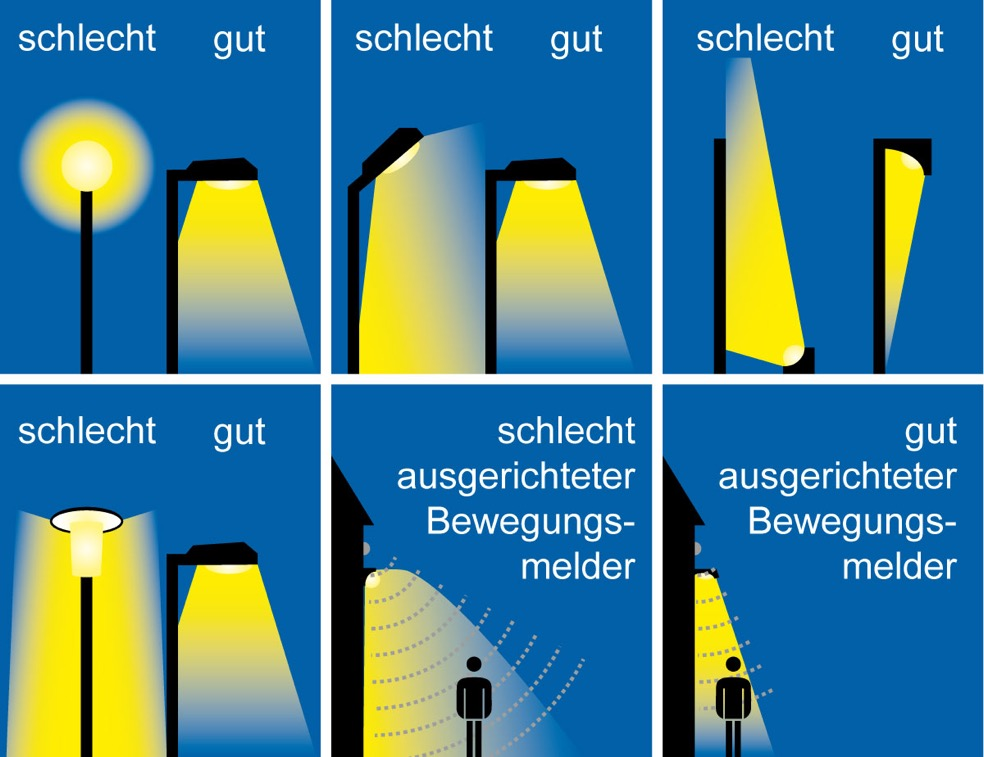 schlecht gut
schlecht gut
schlecht gut
schlecht gut
schlecht
ausgerichteter
Bewegungs-
melder
gut
ausgerichteter
Bewegungs-
melder